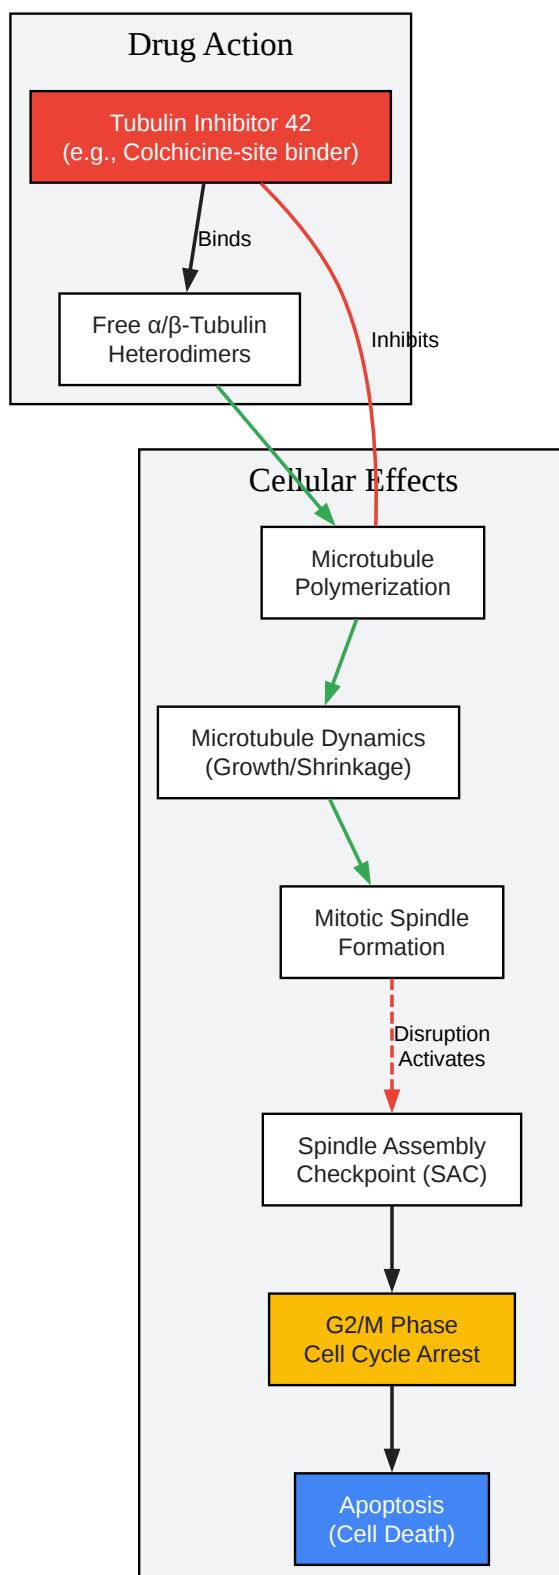 Drug Action
Tubulin Inhibitor 42
(e.g., Colchicine-site binder)
Binds
Free α/β-Tubulin
Heterodimers
Inhibits
Cellular Effects
Microtubule
Polymerization
Microtubule Dynamics
(Growth/Shrinkage)
Mitotic Spindle
Formation
Disruption
Activates
Spindle Assembly
Checkpoint (SAC)
G2/M Phase
Cell Cycle Arrest
Apoptosis
(Cell Death)